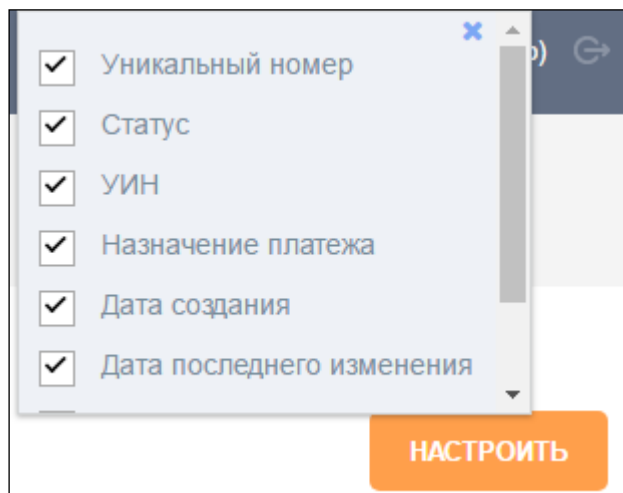 Уникальный номер
Статус
УИН
Назначение платежа
Дата создания
Дата последнего изменения
НАСТРОИТЬ